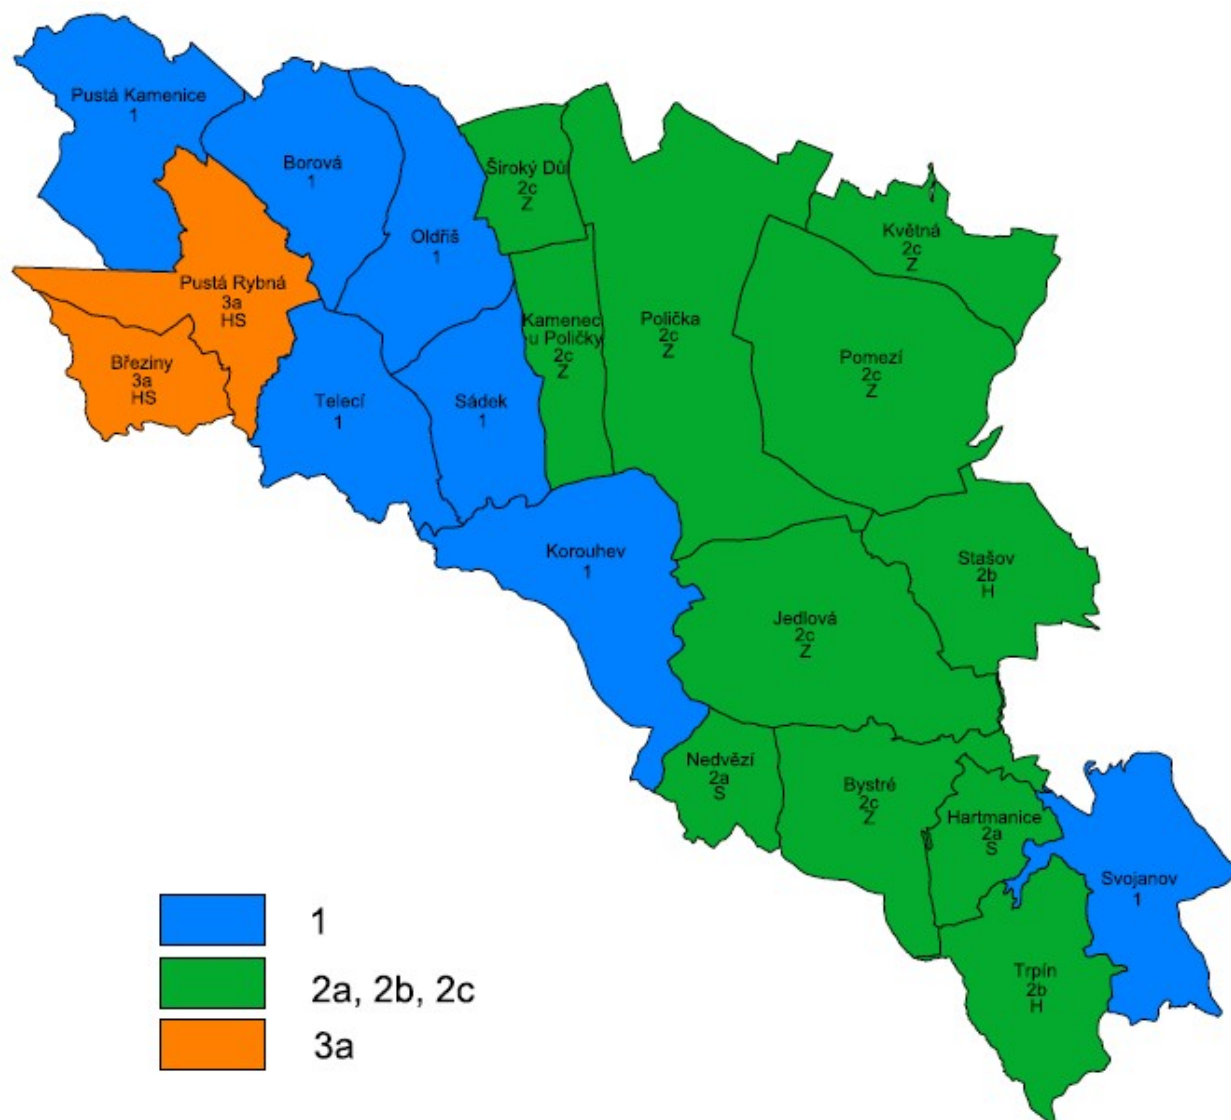 Pustá Kamenice
1
Borová
1
Oldřiš
1
Široký Důl
2c
Z
Květná
2c
Z
Pustá Rybná
3a
HS
Kamenec
u Poličky
2c
Z
Polička
2c
Z
Pomezí
2c
Z
Březiny
3a
HS
Telecí
1
Sádek
1
Korouhev
1
Stašov
2b
H
Jedlová
2c
Z
Nedvězí
2a
S
Bystré
2c
Z
Hartmanice
2a
S
Svojanov
1
Trpín
2b
H
1
2a, 2b, 2c
3a